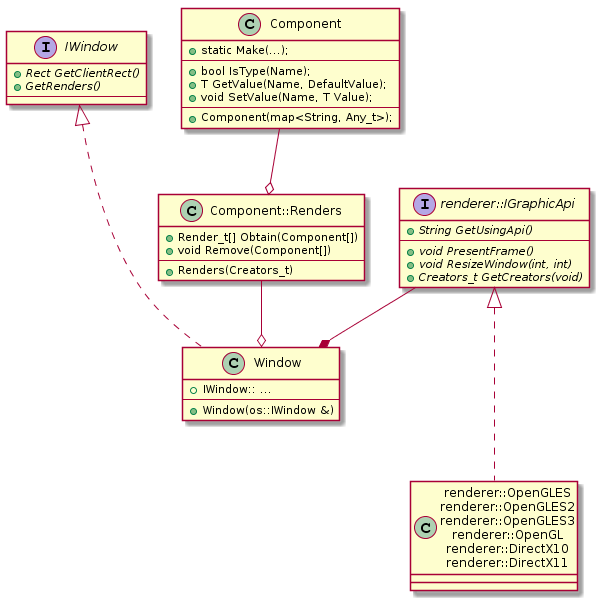 C Component
static Make(...);
bool IsType(Name);
T GetValue(Name, DefaultValue);
void SetValue(Name, T Value);
Component(map<String, Any_t>);
I IWindow
Rect GetClientRect()
GetRenders()
C Component::Renders
Render_t[] Obtain(Component[])
void Remove(Component[])
Renders(Creators_t)
I renderer::IGraphicApi
String GetUsingApi()
void PresentFrame()
void ResizeWindow(int, int)
Creators_t GetCreators(void)
C Window
IWindow:: ...
Window(os::IWindow &)
C
renderer::OpenGLES
renderer::OpenGLES2
renderer::OpenGLES3
renderer::OpenGL
renderer::DirectX10
renderer::DirectX11